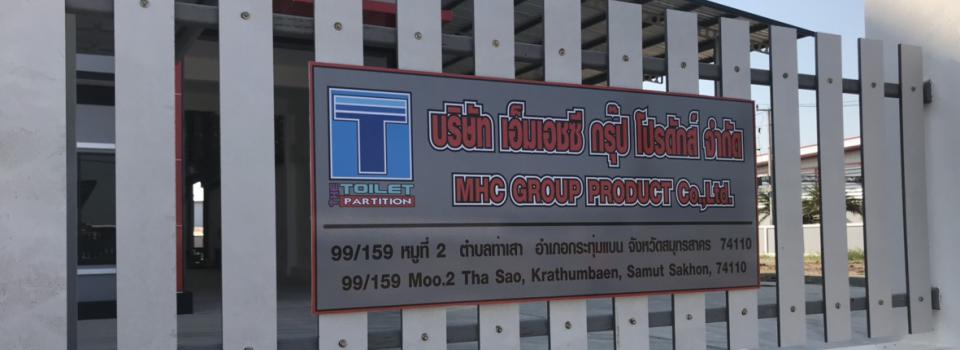 T
THE TOILET
PARTITION
บริษัท เอ็มเอชซี กรุ๊ป โปรดักส์ จำกัด
MHC GROUP PRODUCT Co.,Ltd.
99/159 หมู่ที่ 2 ตำบลท่าเสา อำเภอกระทุ่มแบน จังหวัดสมุทรสาคร 74110
99/159 Moo.2 Tha Sao, Krathumbaen, Samut Sakhon, 74110